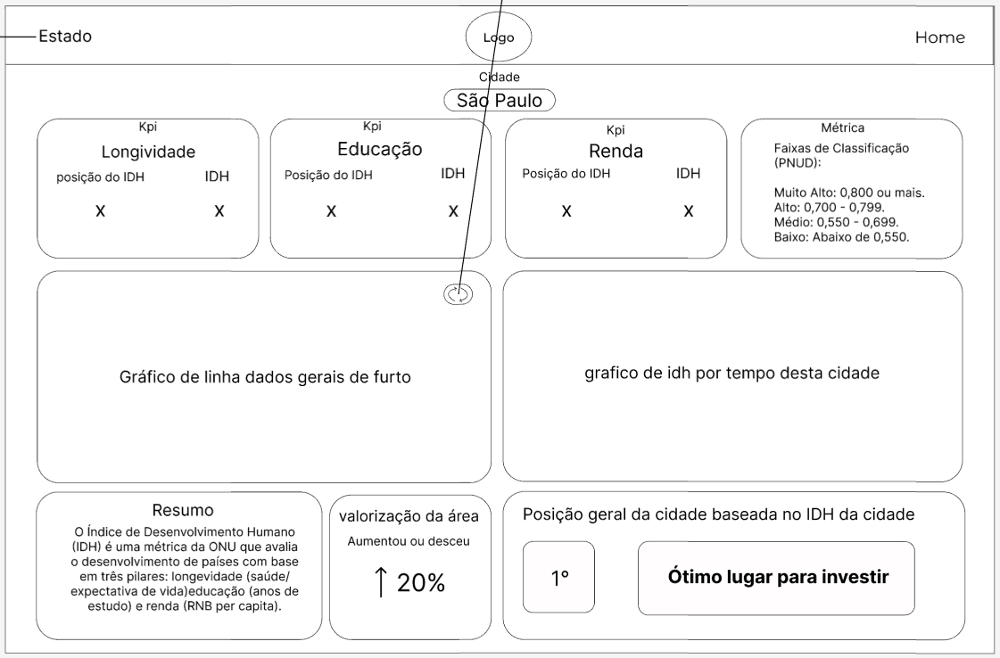 Estado
Logo
Home
Cidade
São Paulo
Kpi
Longividade
posição do IDH
IDH
X
X
Kpi
Educação
Posição do IDH
IDH
X
X
Kpi
Renda
Posição do IDH
IDH
X
X
Métrica
Faixas de Classificação
(PNUD):
Muito Alto: 0,800 ou mais.
Alto: 0,700 - 0,799.
Médio: 0,550 - 0,699.
Baixo: Abaixo de 0,550.
Gráfico de linha dados gerais de furto
grafico de idh por tempo desta cidade
Resumo
O Índice de Desenvolvimento Humano
(IDH) é uma métrica da ONU que avalia
o desenvolvimento de países com base
em três pilares: longevidade (saúde/
expectativa de vida)educação (anos de
estudo) e renda (RNB per capita).
valorização da área
Aumentou ou desceu
↑ 20%
Posição geral da cidade baseada no IDH da cidade
1°
Ótimo lugar para investir